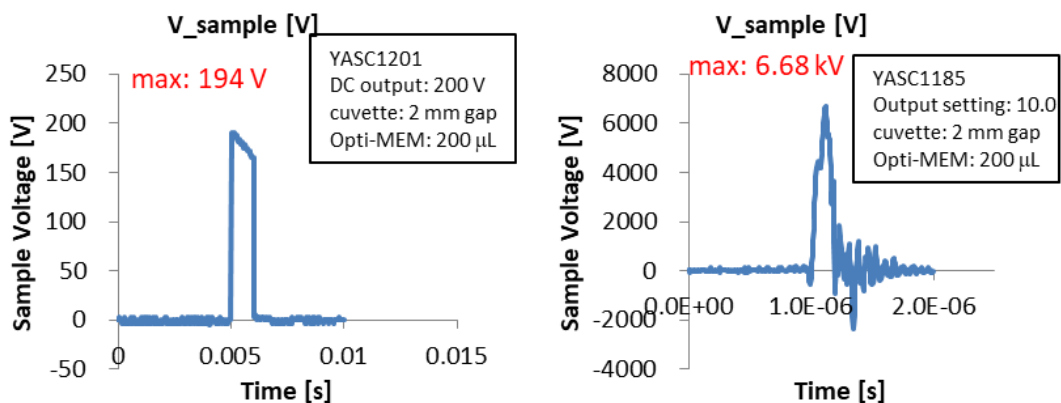 V_sample [V]
max: 194 V
YASC1201
DC output: 200 V
cuvette: 2 mm gap
Opti-MEM: 200 μL
Sample Voltage [V]
250
200
150
100
50
0
-50
0
0.005
0.01
0.015
Time [s]
V_sample [V]
max: 6.68 kV
YASC1185
Output setting: 10.0
cuvette: 2 mm gap
Opti-MEM: 200 μL
Sample Voltage [V]
8000
6000
4000
2000
0
-2000
-4000
0.0E+00
1.0E-06
2.0E-06
Time [s]